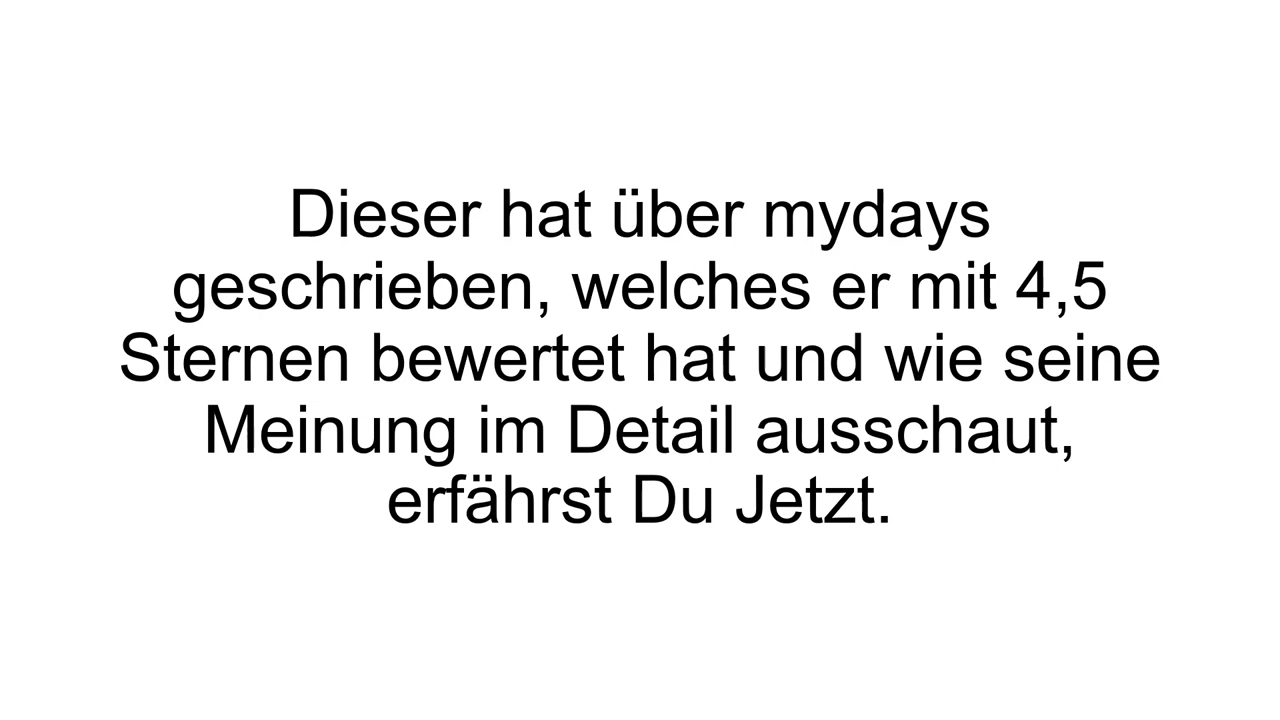 Dieser hat über mydays
geschrieben, welches er mit 4,5
Sternen bewertet hat und wie seine
Meinung im Detail ausschaut,
erfährst Du Jetzt.